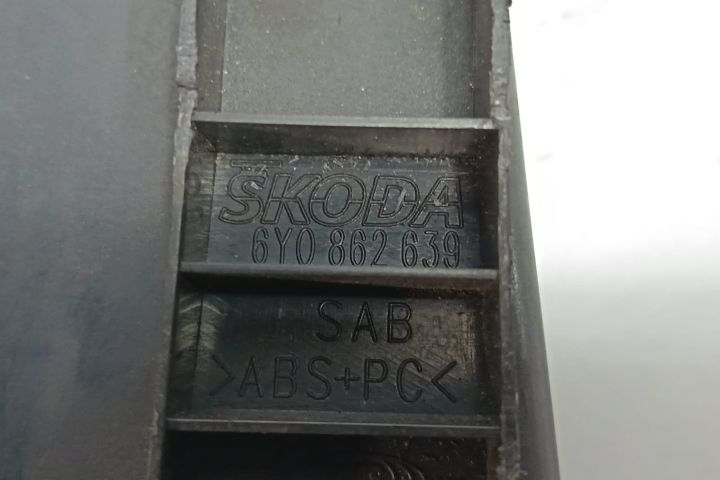 ŠKODA
6Y0 862 639
SAB
>ABS+PC<